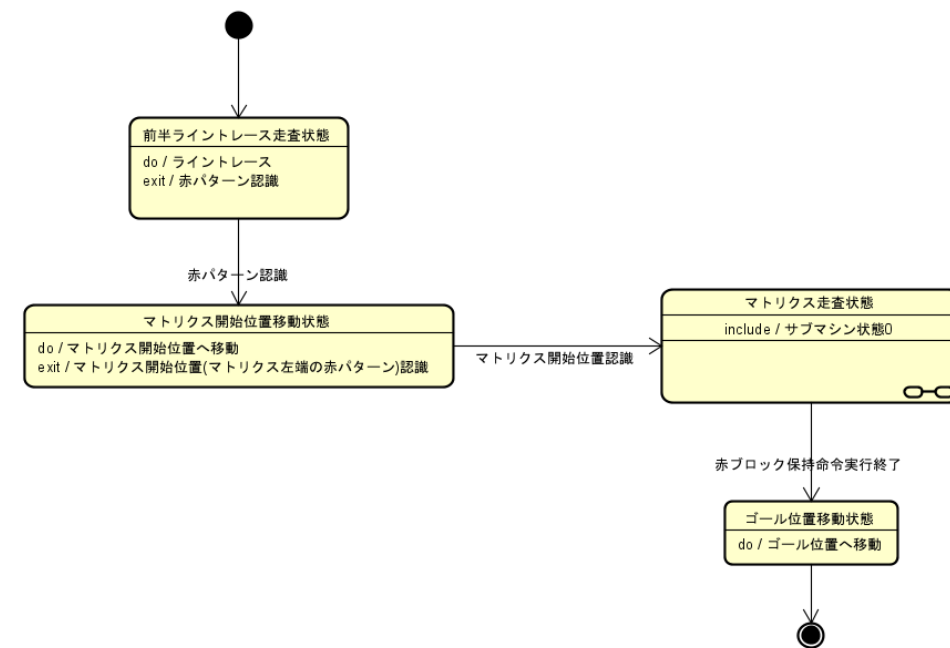 前半ライントレース走査状態
do / ライントレース
exit / 赤パターン認識
赤パターン認識
マトリクス開始位置移動状態
do / マトリクス開始位置へ移動
exit / マトリクス開始位置(マトリクス左端の赤パターン)認識
マトリクス開始位置認識
マトリクス走査状態
include / サブマシン状態0
赤ブロック保持命令実行終了
ゴール位置移動状態
do / ゴール位置へ移動